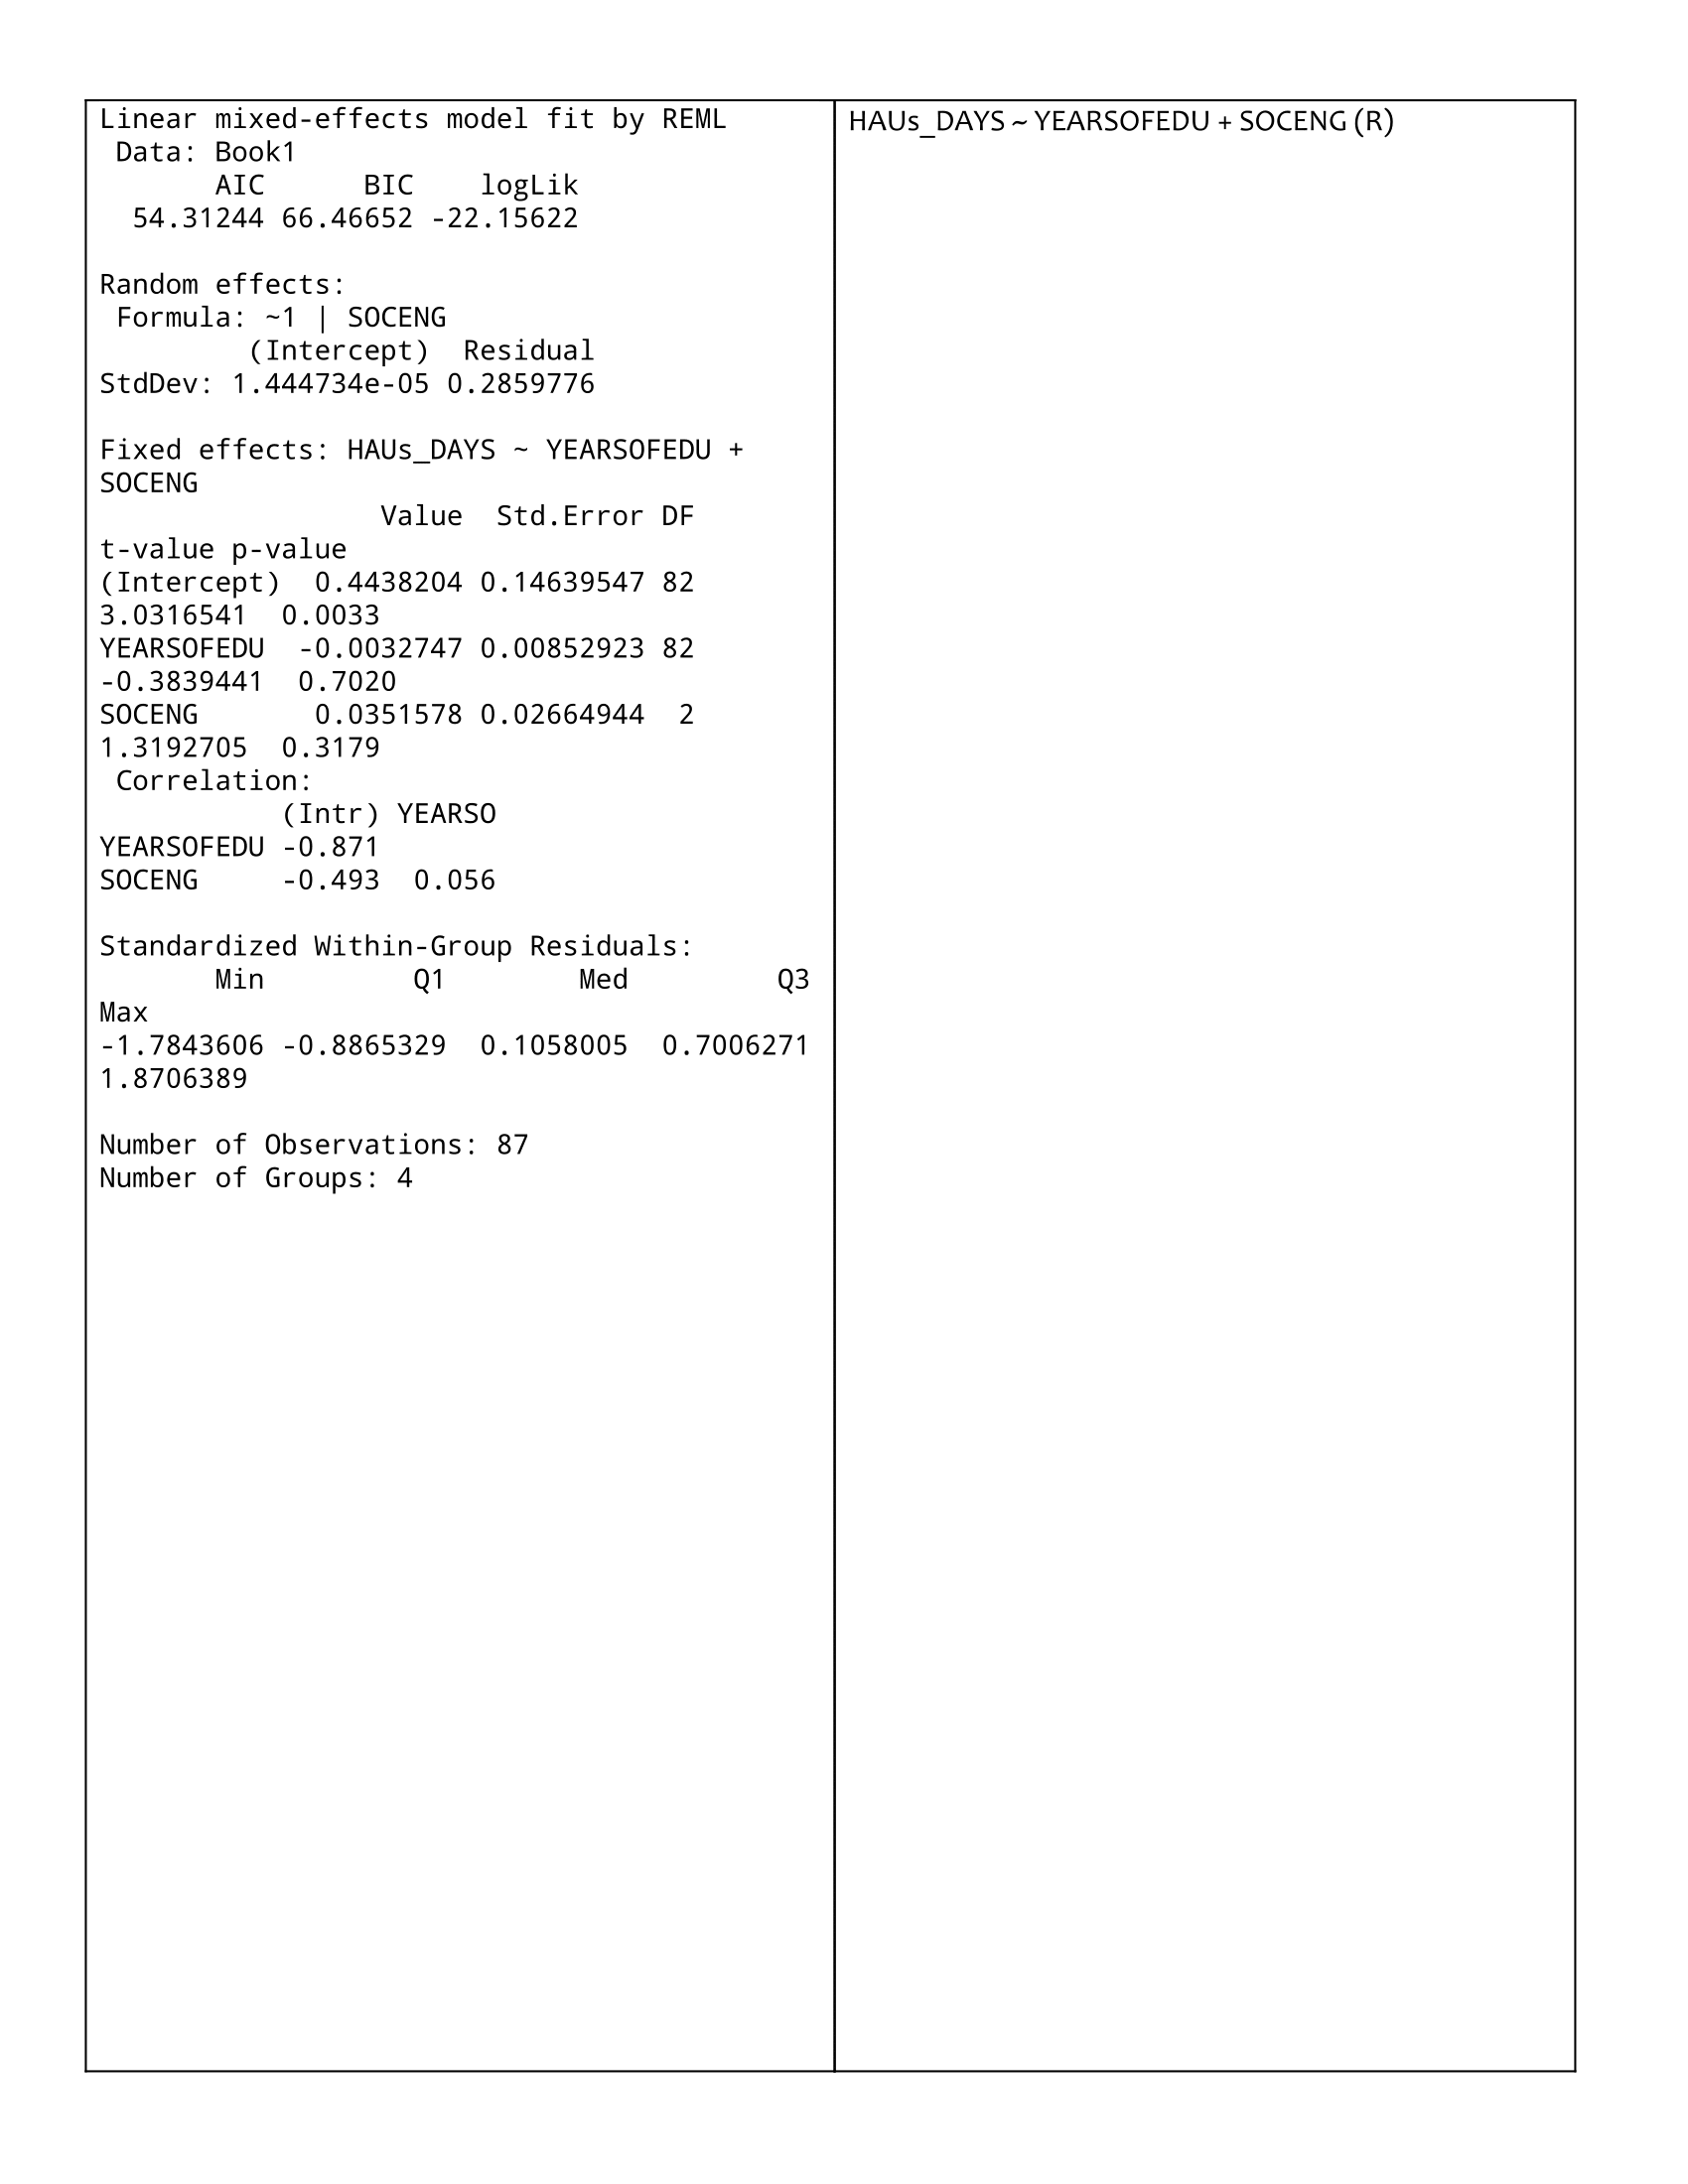 Linear mixed-effects model fit by REML
 Data: Book1
       AIC      BIC    logLik
  54.31244 66.46652 -22.15622

Random effects:
 Formula: ~1 | SOCENG
         (Intercept)  Residual
StdDev: 1.444734e-05 0.2859776

Fixed effects: HAUs_DAYS ~ YEARSOFEDU +
SOCENG
                 Value  Std.Error DF
t-value p-value
(Intercept)  0.4438204 0.14639547 82
3.0316541  0.0033
YEARSOFEDU  -0.0032747 0.00852923 82
-0.3839441  0.7020
SOCENG       0.0351578 0.02664944  2
1.3192705  0.3179
 Correlation:
           (Intr) YEARSO
YEARSOFEDU -0.871
SOCENG     -0.493  0.056

Standardized Within-Group Residuals:
       Min         Q1        Med         Q3
Max
-1.7843606 -0.8865329  0.1058005  0.7006271
1.8706389

Number of Observations: 87
Number of Groups: 4
HAUs_DAYS ~ YEARSOFEDU + SOCENG (R)